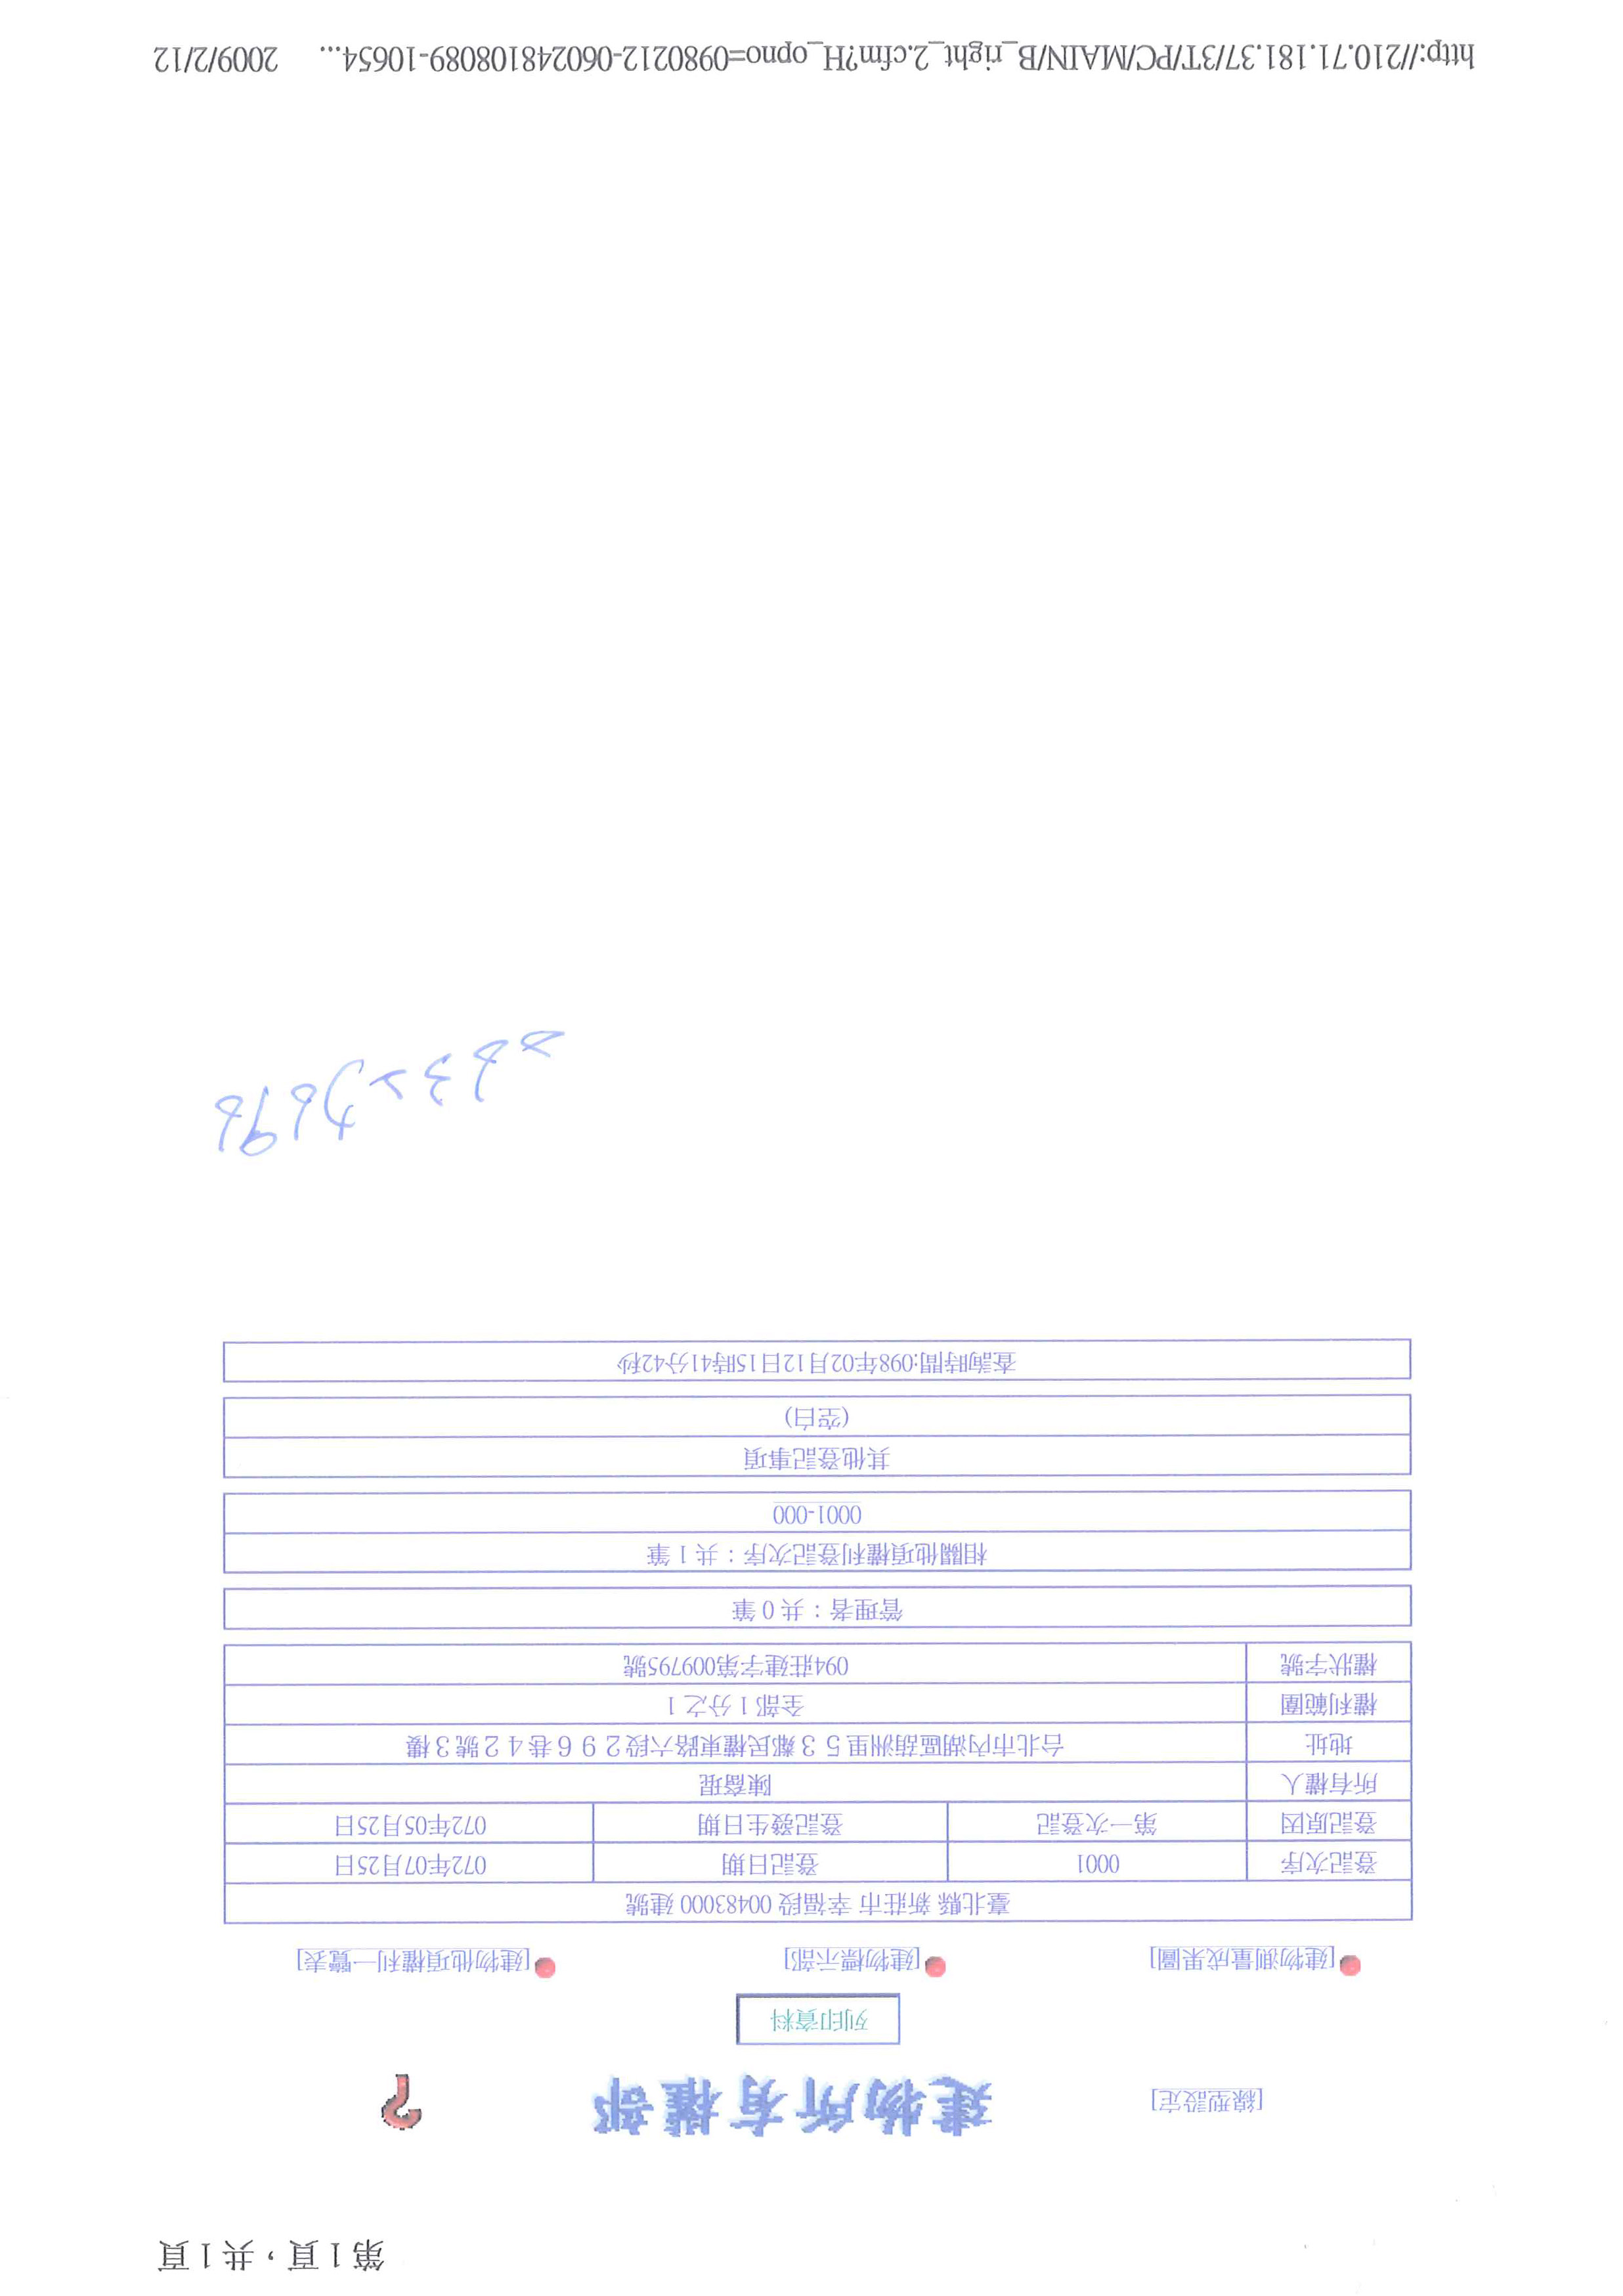 第1頁，共1頁
[線型設定]
建物所有權部
?
列印資料
[建物測量成果圖] [建物標示部] [建物他項權利一覽表]
臺北縣 新莊市 幸福段 00483000 建號
登記次序 0001 登記日期 072年07月25日
登記原因 第一次登記 登記發生日期 072年05月25日
所有權人
地址 台北市內湖區葫洲里５３鄰民權東路六段２９６巷４２號３樓
權利範圍 全部 1 分之 1
權狀字號 094莊建字第009795號
管理者：共 0 筆
相關他項權利登記次序：共 1 筆
0001-000
其他登記事項
(空白)
查詢時間:098年02月12日15時41分42秒
http://210.71.181.37/3T/PC/MAIN/B_right_2.cfm?H_opno=0980212-060248108089-10654... 2009/2/12